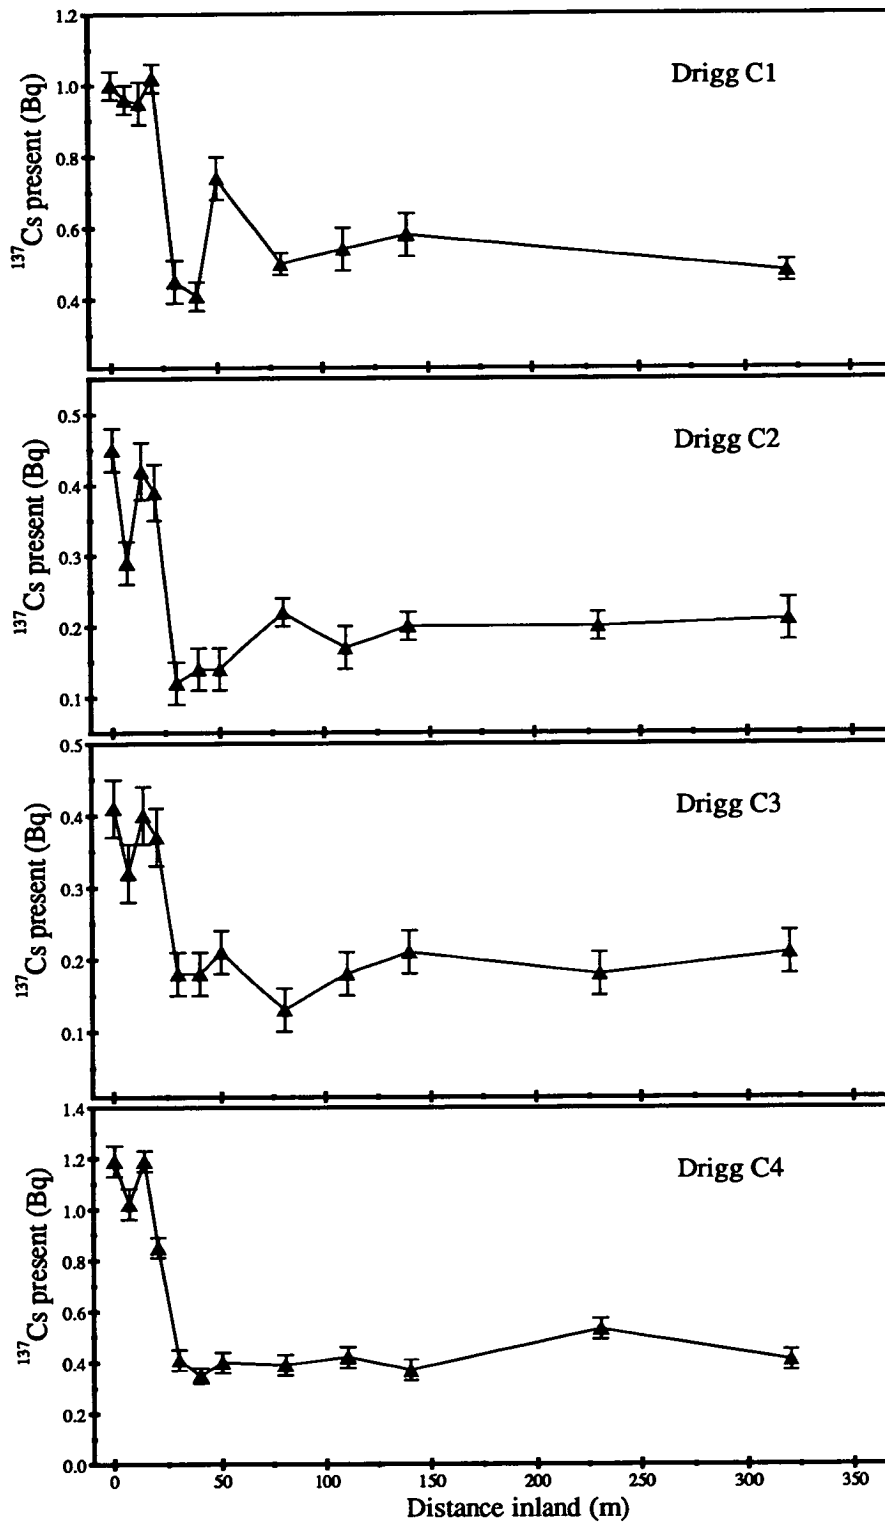 1.2
1.0
0.8
0.6
0.4
¹³⁷Cs present (Bq)
Drigg C1
0.5
0.4
0.3
0.2
0.1
¹³⁷Cs present (Bq)
Drigg C2
0.5
0.4
0.3
0.2
0.1
¹³⁷Cs present (Bq)
Drigg C3
1.4
1.2
1.0
0.8
0.6
0.4
0.2
0.0
¹³⁷Cs present (Bq)
Drigg C4
0 50 100 150 200 250 300 350
Distance inland (m)